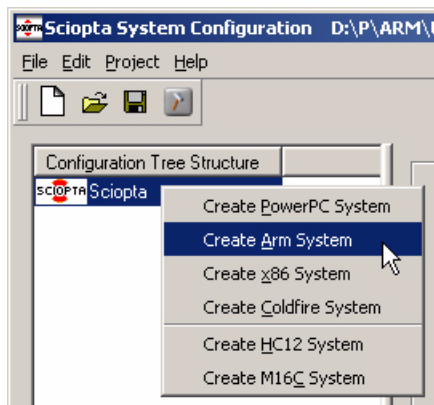 Sciopta System Configuration D:\P\ARM\
File Edit Project Help
Configuration Tree Structure
SCIOPTA Sciopta
Create PowerPC System
Create Arm System
Create x86 System
Create Coldfire System
Create HC12 System
Create M16C System